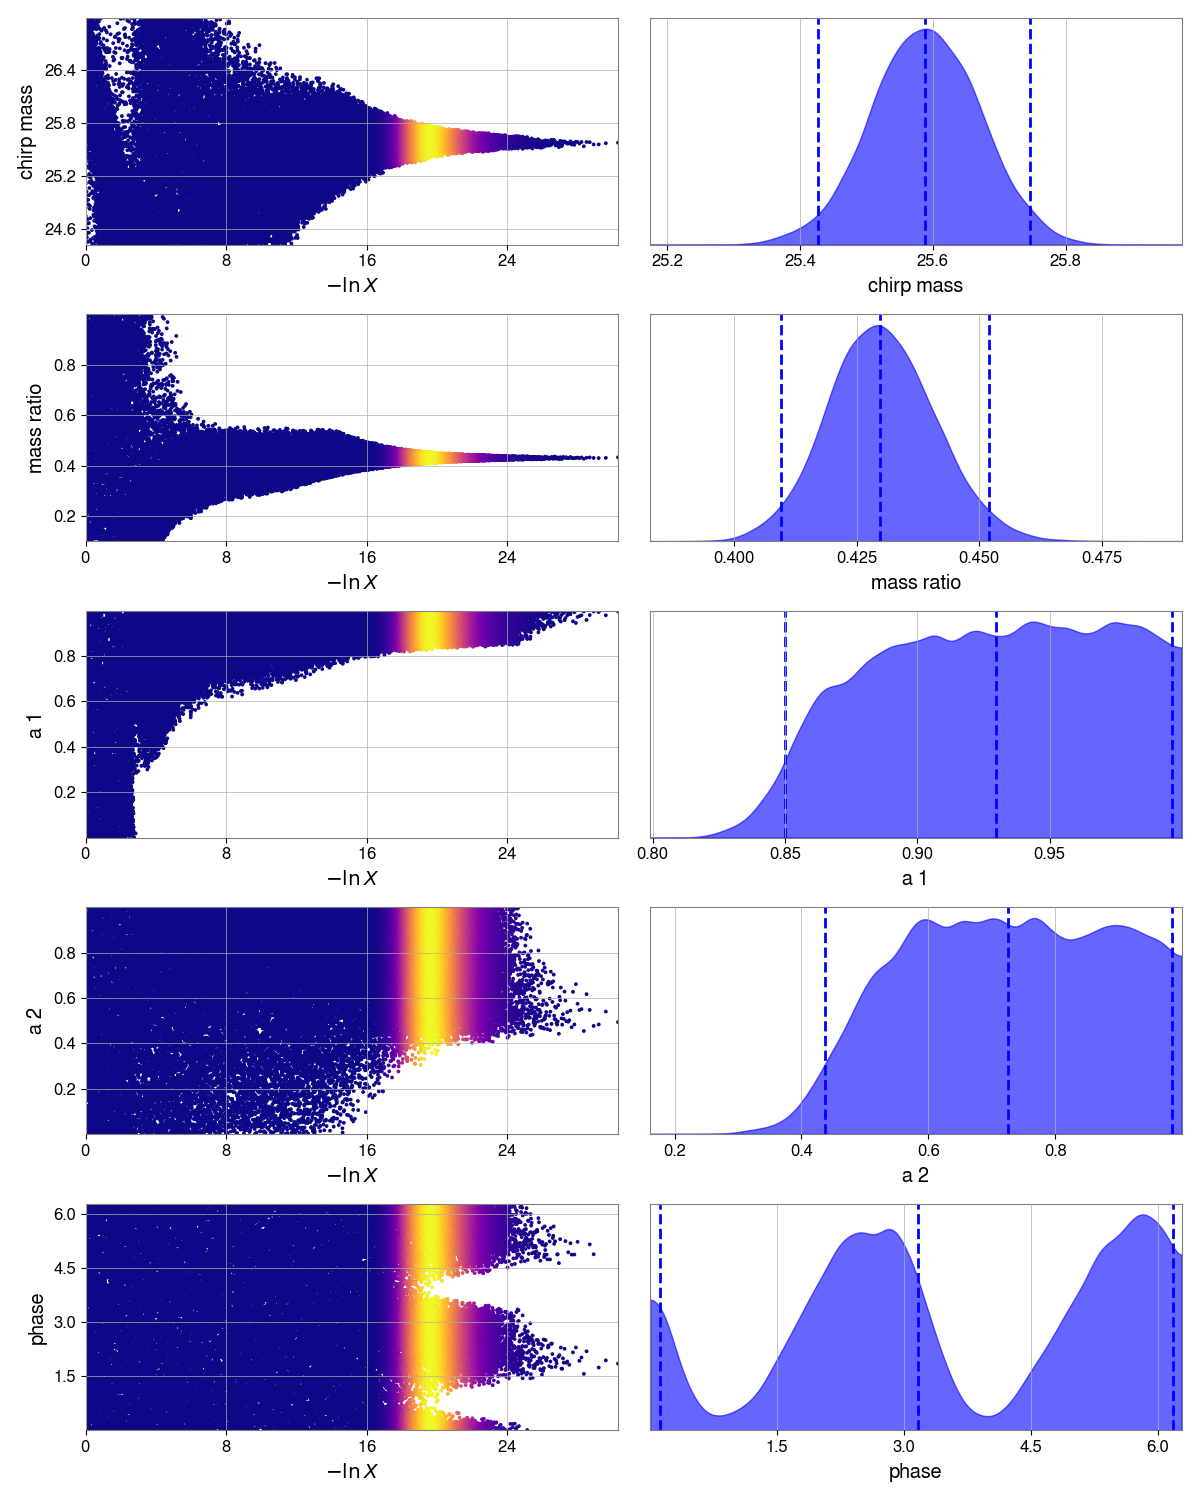 chirp mass
26.4
25.8
25.2
24.6
0 8 16 24
−ln X
25.2 25.4 25.6 25.8
chirp mass
mass ratio
0.8
0.6
0.4
0.2
0 8 16 24
−ln X
0.400 0.425 0.450 0.475
mass ratio
a 1
0.8
0.6
0.4
0.2
0 8 16 24
−ln X
0.80 0.85 0.90 0.95
a 1
a 2
0.8
0.6
0.4
0.2
0 8 16 24
−ln X
0.2 0.4 0.6 0.8
a 2
phase
6.0
4.5
3.0
1.5
0 8 16 24
−ln X
1.5 3.0 4.5 6.0
phase